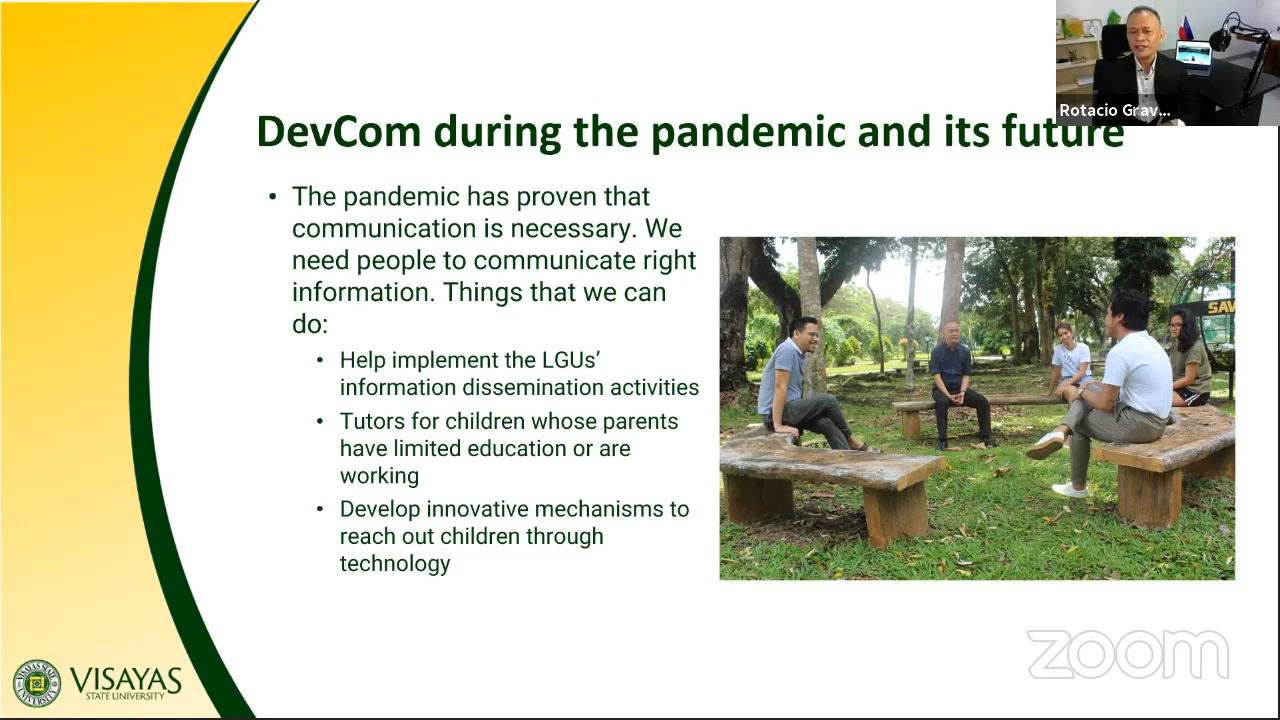 Rotacio Grav...
DevCom during the pandemic and its future
• The pandemic has proven that
communication is necessary. We
need people to communicate right
information. Things that we can
do:
• Help implement the LGUs’
information dissemination activities
• Tutors for children whose parents
have limited education or are
working
• Develop innovative mechanisms to
reach out children through
technology
SAV
VISAYAS
STATE UNIVERSITY
zoom